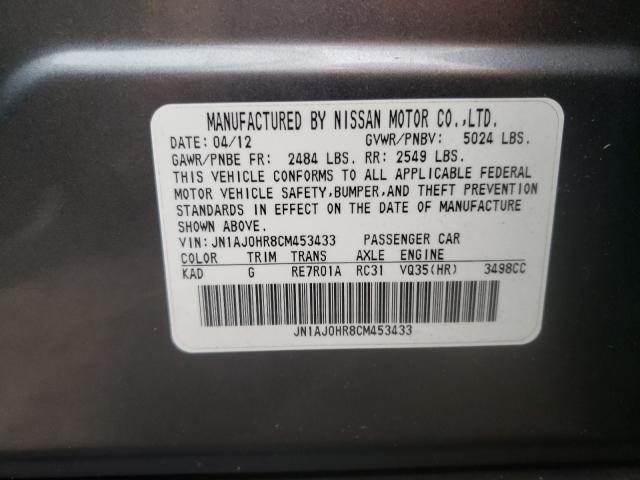 MANUFACTURED BY NISSAN MOTOR CO.,LTD.
DATE: 04/12 GVWR/PNBV: 5024 LBS.
GAWR/PNBE FR: 2484 LBS. RR: 2549 LBS.
THIS VEHICLE CONFORMS TO ALL APPLICABLE FEDERAL
MOTOR VEHICLE SAFETY,BUMPER,AND THEFT PREVENTION
STANDARDS IN EFFECT ON THE DATE OF MANUFACTURE
SHOWN ABOVE.
VIN: JN1AJ0HR8CM453433 PASSENGER CAR
COLOR TRIM TRANS AXLE ENGINE
KAD G RE7R01A RC31 VQ35(HR) 3498CC
JN1AJ0HR8CM453433